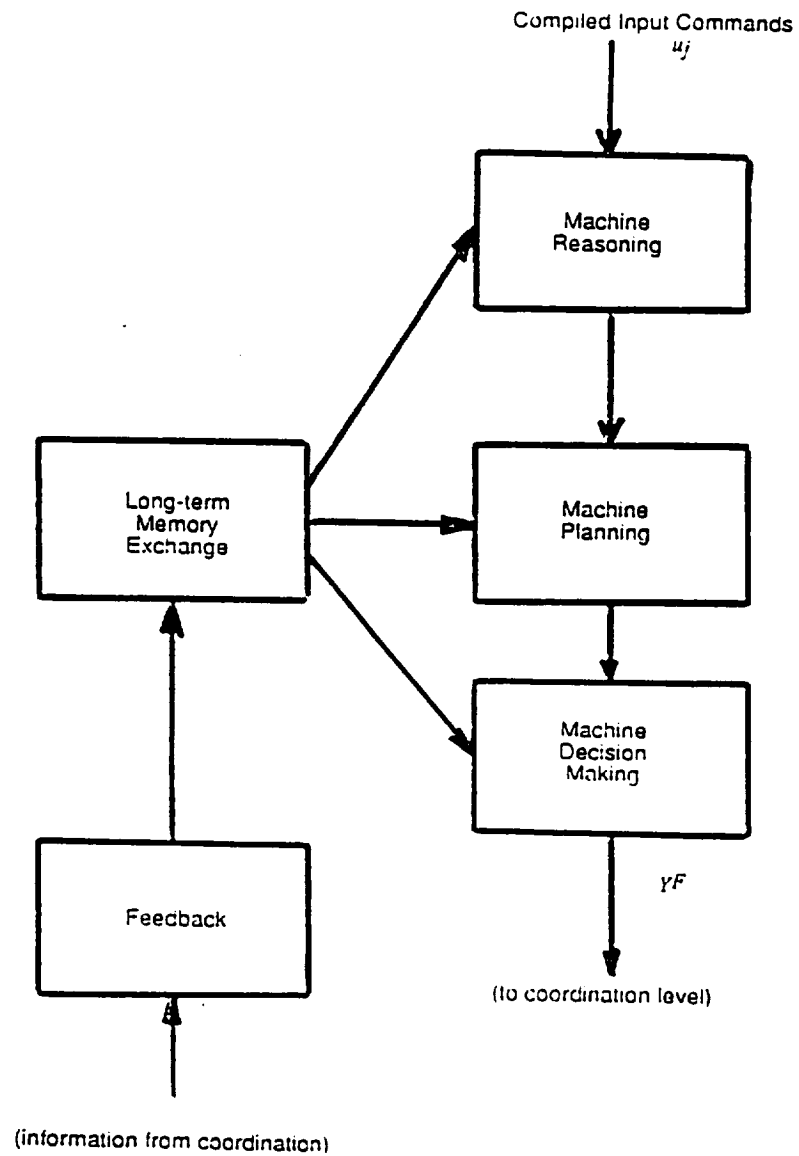 Compiled Input Commands
uj
Machine
Reasoning
Long-term
Memory
Exchange
Machine
Planning
Machine
Decision
Making
YF
Feedback
(to coordination level)
(information from coordination)